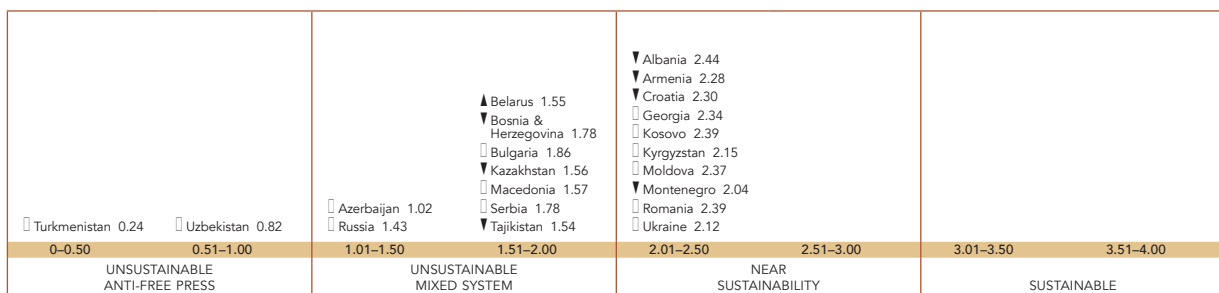 Albania 2.44
Armenia 2.28
Croatia 2.30
Georgia 2.34
Kosovo 2.39
Kyrgyzstan 2.15
Moldova 2.37
Montenegro 2.04
Romania 2.39
Ukraine 2.12
Belarus 1.55
Bosnia &
Herzegovina 1.78
Bulgaria 1.86
Kazakhstan 1.56
Macedonia 1.57
Serbia 1.78
Tajikistan 1.54
Azerbaijan 1.02
Russia 1.43
Turkmenistan 0.24
Uzbekistan 0.82
0–0.50 0.51–1.00 1.01–1.50 1.51–2.00 2.01–2.50 2.51–3.00 3.01–3.50 3.51–4.00
UNSUSTAINABLE
ANTI-FREE PRESS
UNSUSTAINABLE
MIXED SYSTEM
NEAR
SUSTAINABILITY
SUSTAINABLE